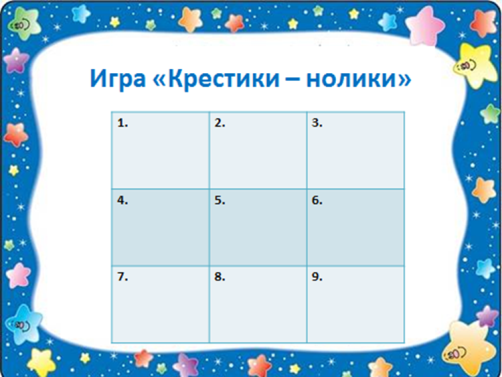 Игра «Крестики – нолики»
1. 2. 3.
4. 5. 6.
7. 8. 9.